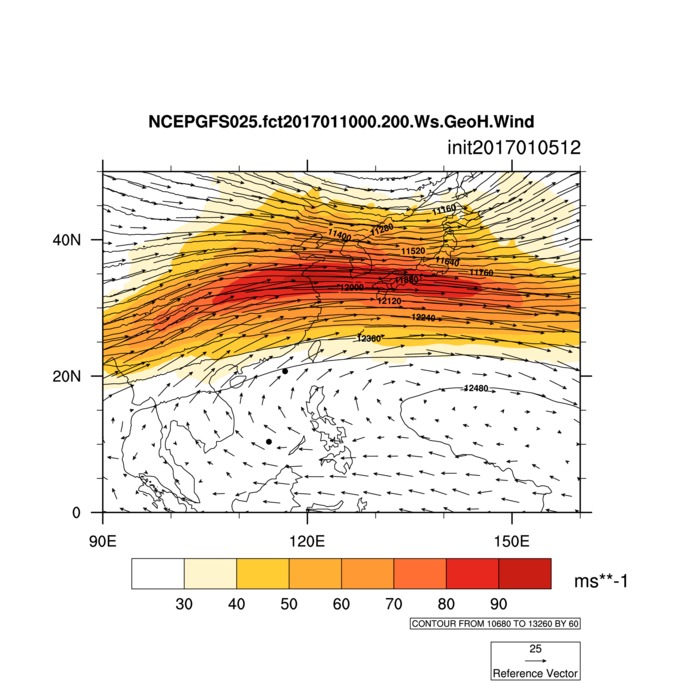 NCEPGFS025.fct2017011000.200.Ws.GeoH.Wind
init2017010512
11160
11280
11400
40N
11520
11640
11760
11880
12000
12120
12240
12360
20N
12480
0
90E 120E 150E
ms**-1
30 40 50 60 70 80 90
CONTOUR FROM 10680 TO 13260 BY 60
25
Reference Vector